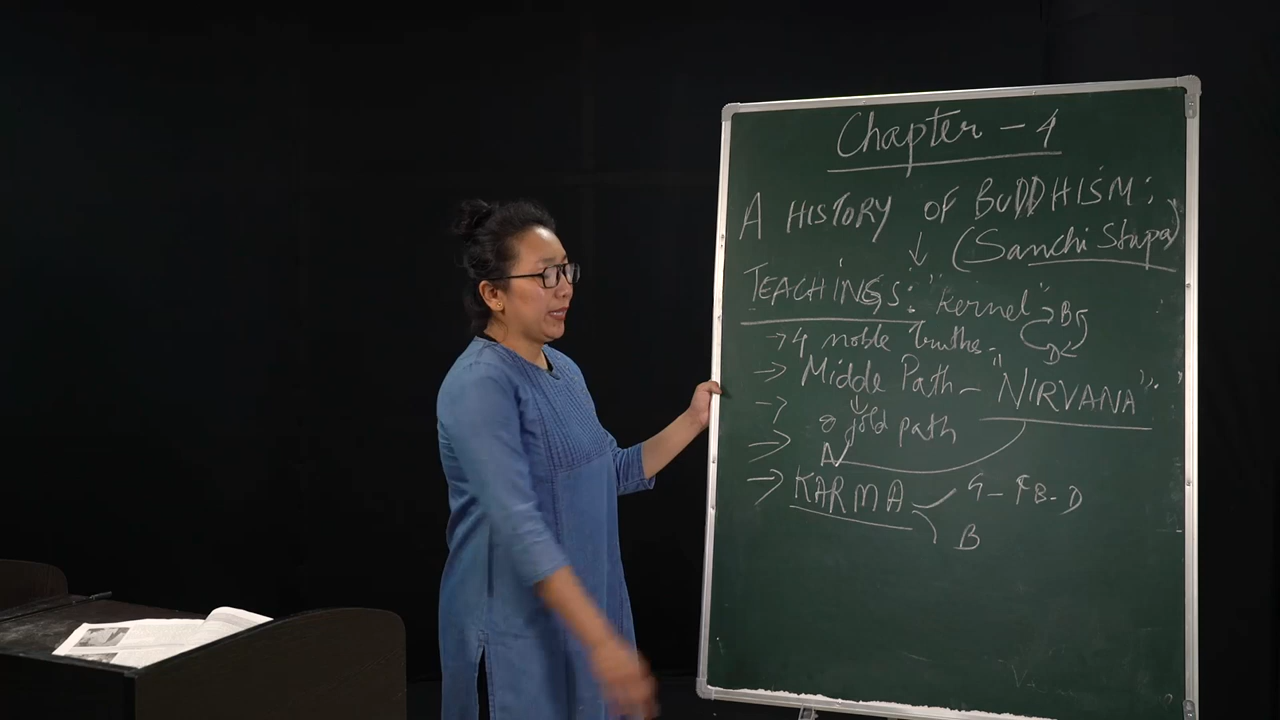 Chapter - 4
A HISTORY OF BUDDHISM:
↓ (Sanchi Stupa)
TEACHINGS: "Kernel" B
→ 4 noble Truths. D
→ Middle Path - "NIRVANA".
→ ↓
8 fold path
→ N
→ KARMA G - FB - D
B